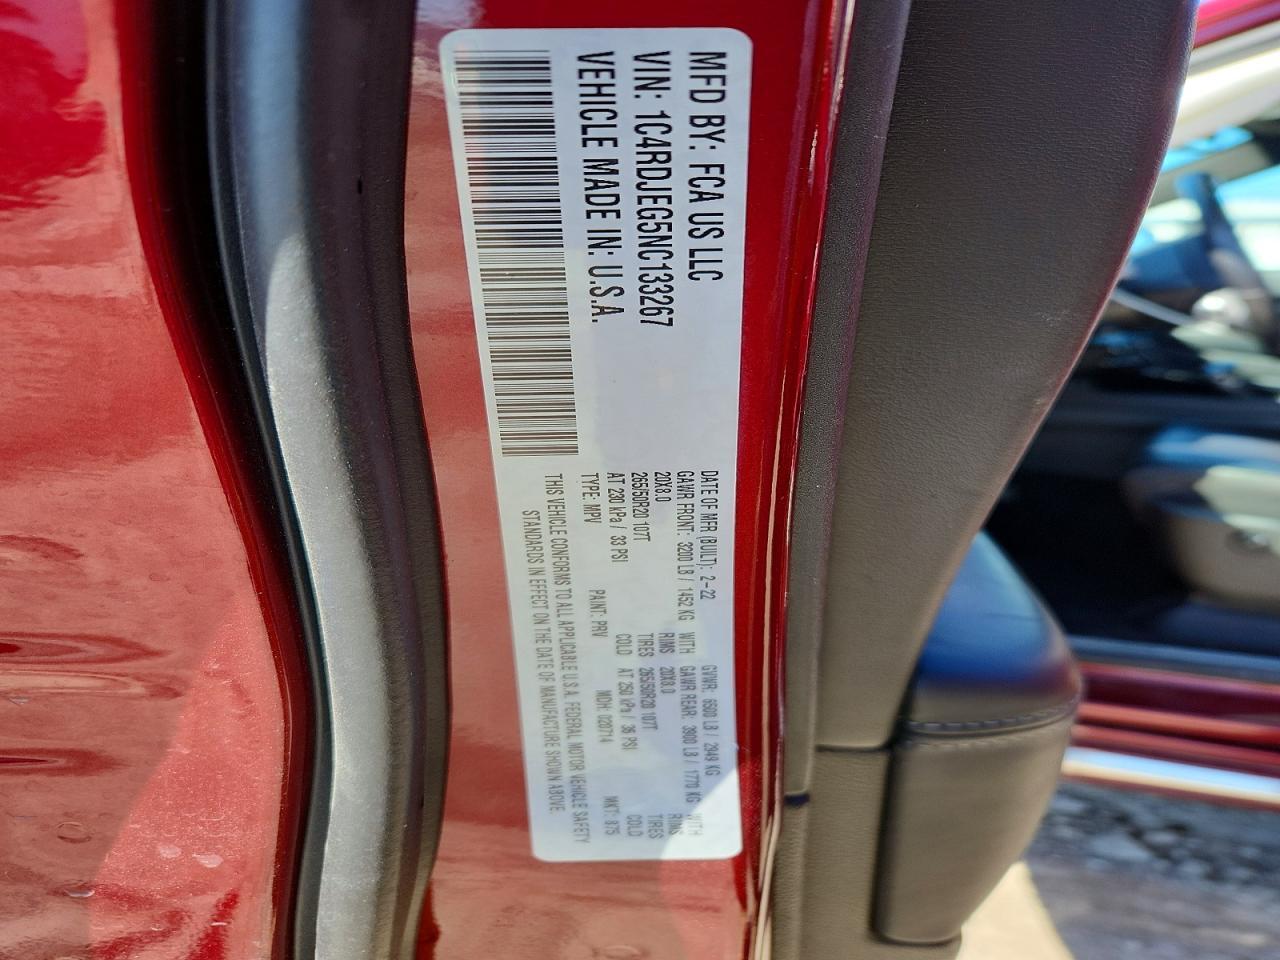 MFD BY: FCA US LLC
VIN: 1C4RDJEG5NC133267
VEHICLE MADE IN: U.S.A.
DATE OF MFR (BUILT): 2-22 GVWR: 6500 LB / 2949 KG
GAWR FRONT: 3200 LB / 1452 KG WITH GAWR REAR: 3900 LB / 1770 KG WITH
20X8.0 RIMS 20X8.0 RIMS
265/50R20 107T TIRES 265/50R20 107T TIRES
AT 230 kPa / 33 PSI COLD AT 250 kPa / 36 PSI COLD
TYPE: MPV PAINT: PRV MDH: 020714 MKT: 875
THIS VEHICLE CONFORMS TO ALL APPLICABLE U.S.A. FEDERAL MOTOR VEHICLE SAFETY
STANDARDS IN EFFECT ON THE DATE OF MANUFACTURE SHOWN ABOVE.